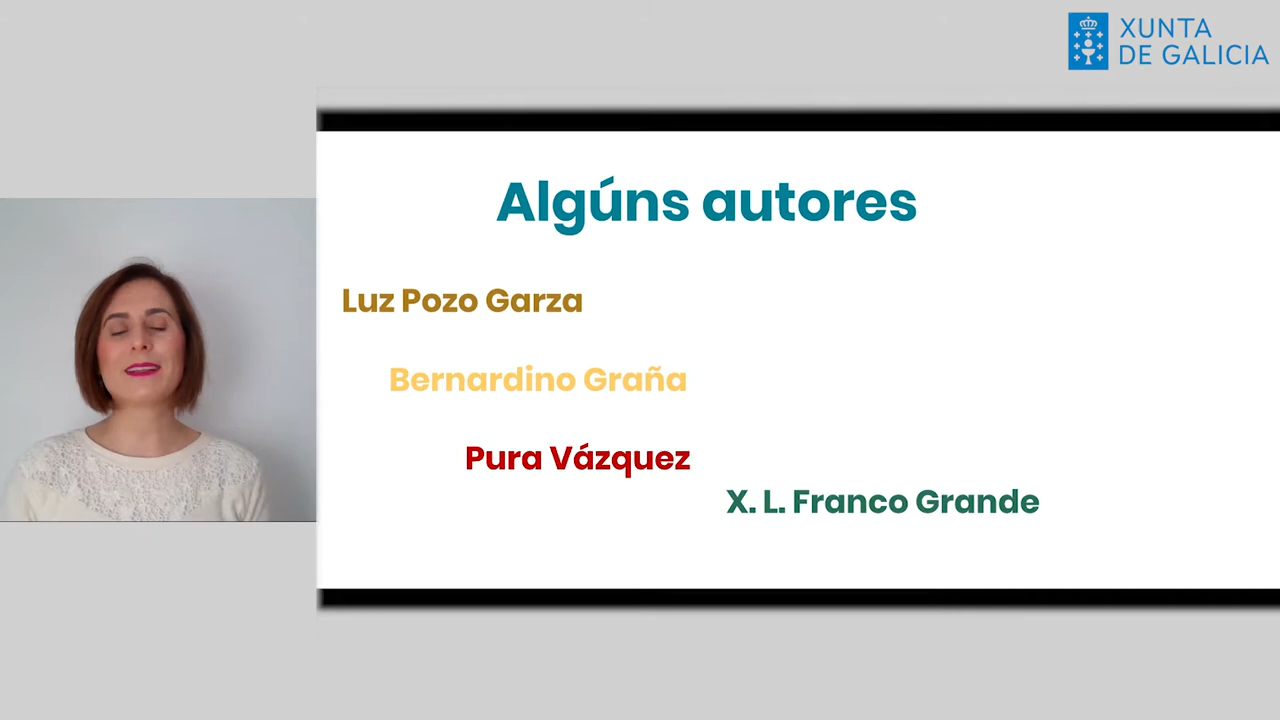 XUNTA
DE GALICIA
Algúns autores
Luz Pozo Garza
Bernardino Graña
Pura Vázquez
X. L. Franco Grande